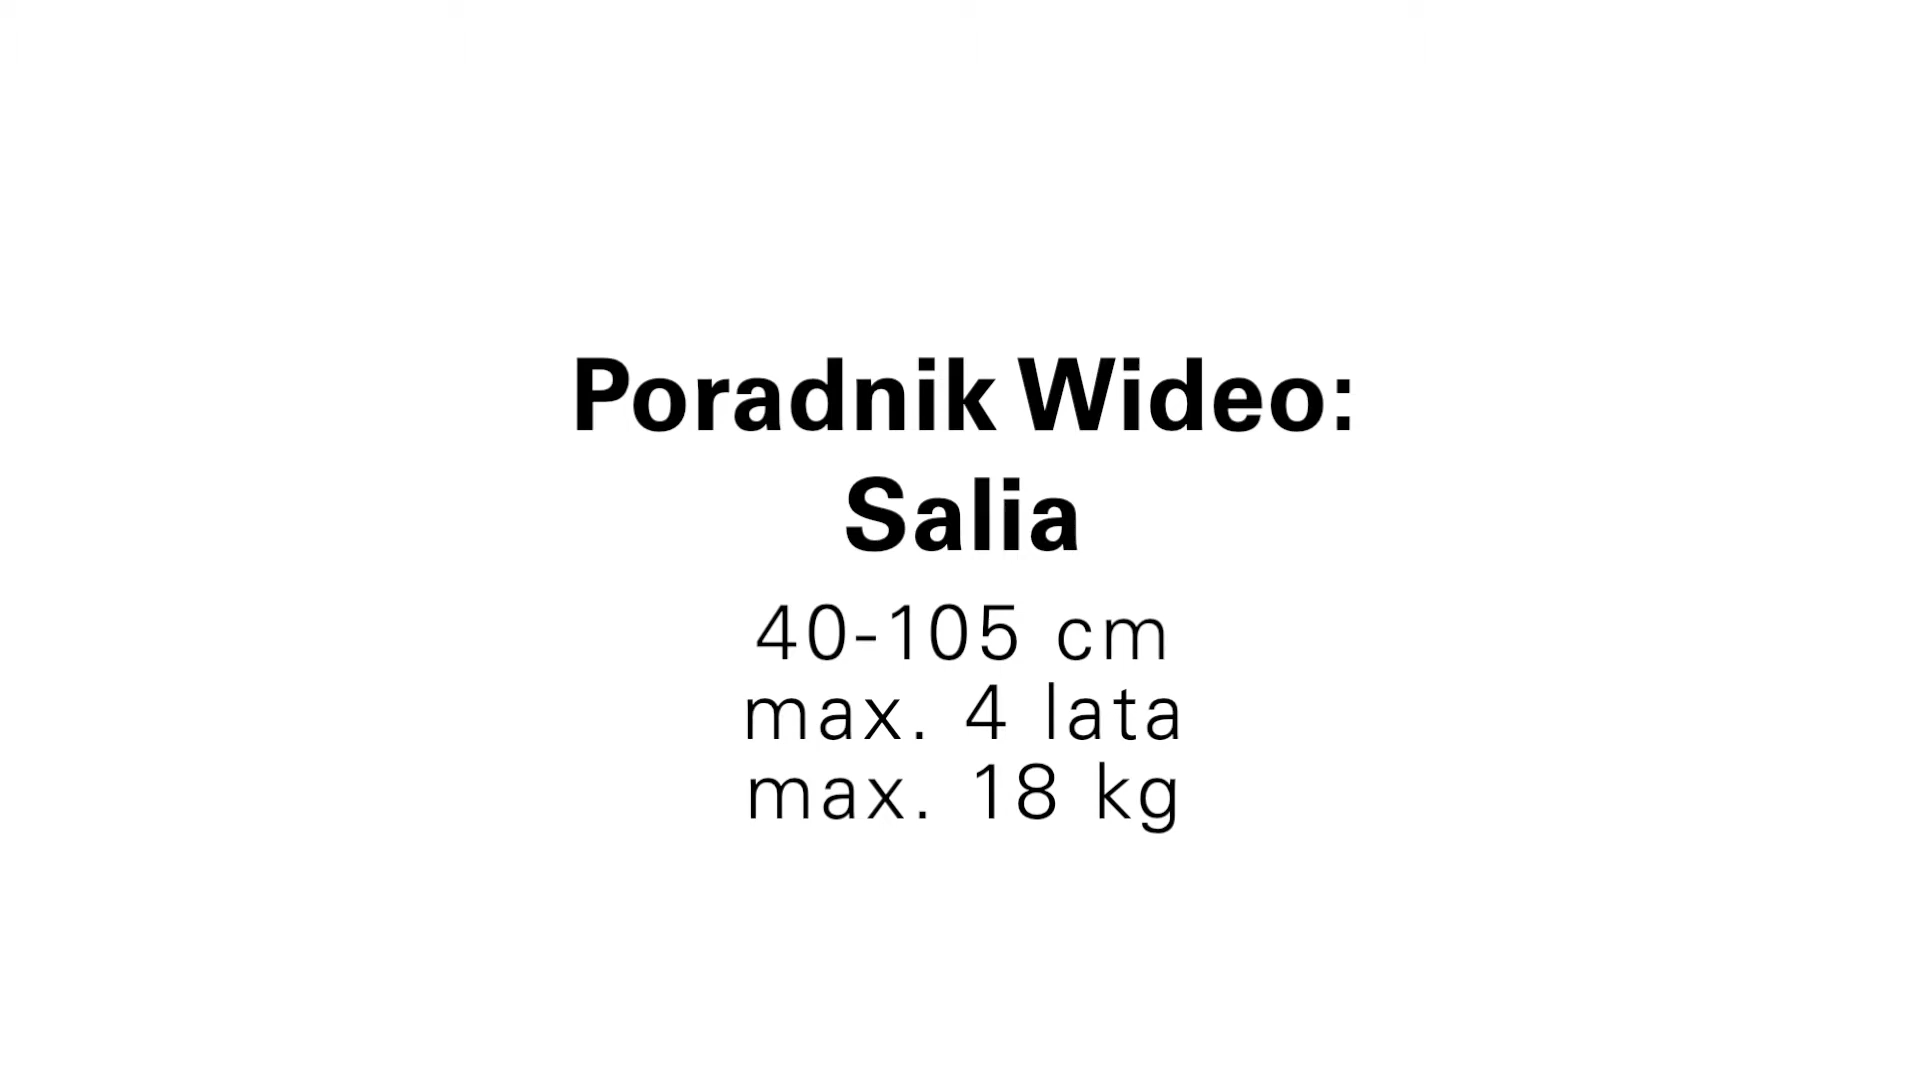 Poradnik Wideo:
Salia
40-105 cm
max. 4 lata
max. 18 kg